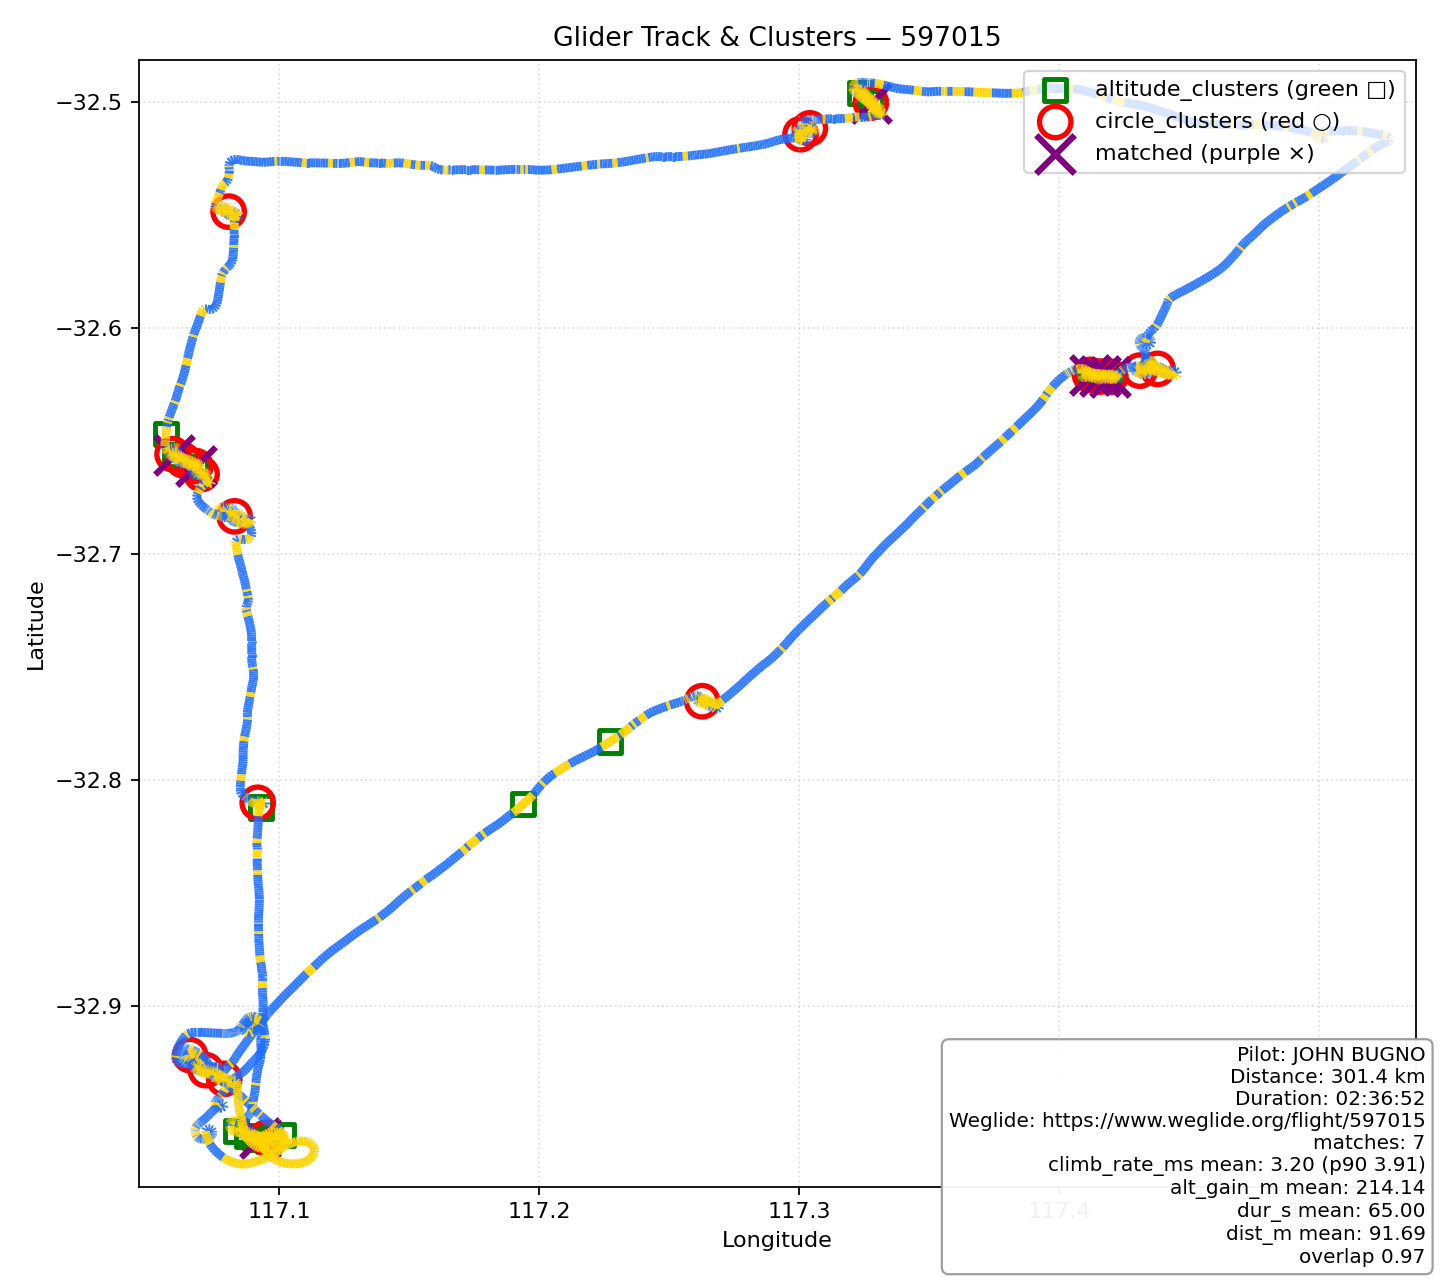 Glider Track & Clusters — 597015
altitude_clusters (green □)
circle_clusters (red ○)
matched (purple ×)
−32.5
−32.6
−32.7
−32.8
−32.9
Latitude
117.1
117.2
117.3
117.4
Longitude
Pilot: JOHN BUGNO
Distance: 301.4 km
Duration: 02:36:52
Weglide: https://www.weglide.org/flight/597015
matches: 7
climb_rate_ms mean: 3.20 (p90 3.91)
alt_gain_m mean: 214.14
dur_s mean: 65.00
dist_m mean: 91.69
overlap 0.97